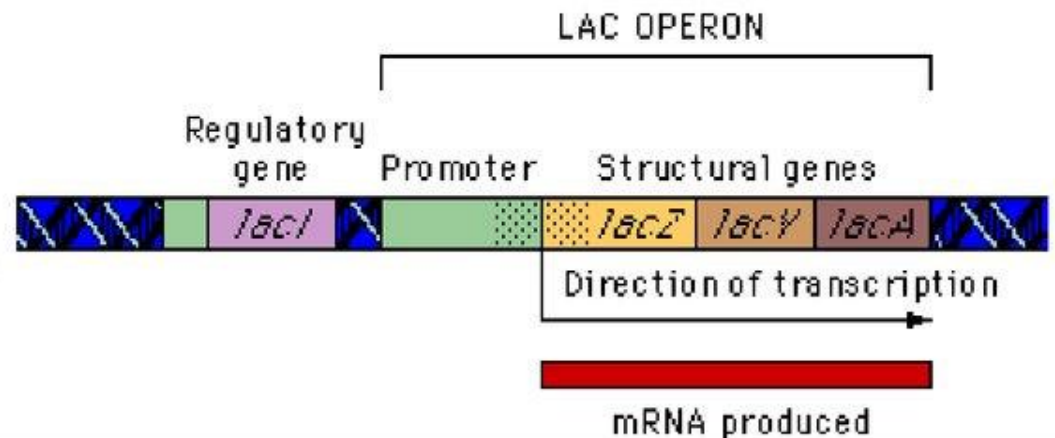 LAC OPERON
Regulatory
gene
Promoter
Structural genes
lacI
lacZ
lacY
lacA
Direction of transcription
mRNA produced